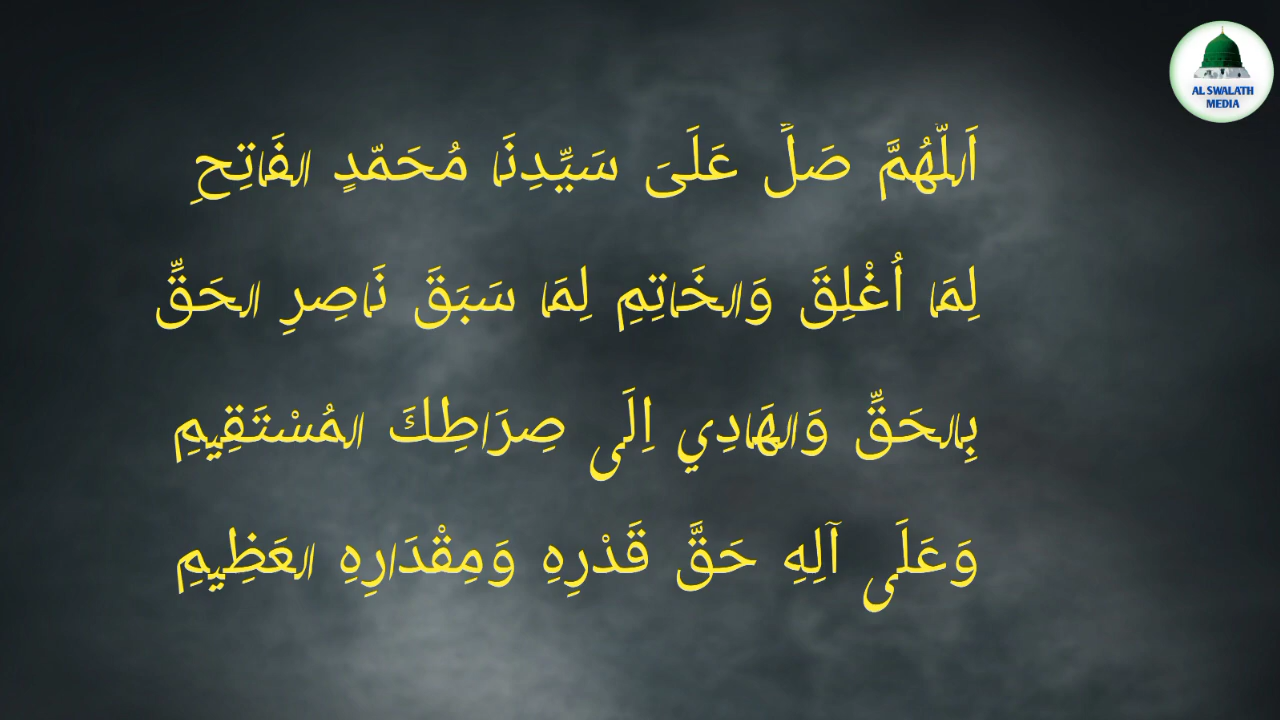 AL SWALATH
MEDIA
اَللّٰهُمَّ صَلِّ عَلَىَ سَيِّدِنَا مُحَمّدٍ الفَاتِحِ
لِمَا اُغْلِقَ وَالخَاتِمِ لِمَا سَبَقَ نَاصِرِ الحَقِّ
بِالحَقِّ وَالهَادِي اِلَى صِرَاطِكَ المُسْتَقِيمِ
وَعَلَى آلِهِ حَقَّ قَدْرِهِ وَمِقْدَارِهِ العَظِيمِ